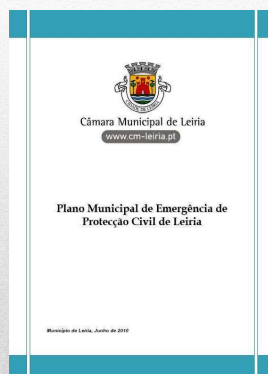 Câmara Municipal de Leiria
www.cm-leiria.pt
Plano Municipal de Emergência de
Protecção Civil de Leiria
Município de Leiria, Junho de 2010